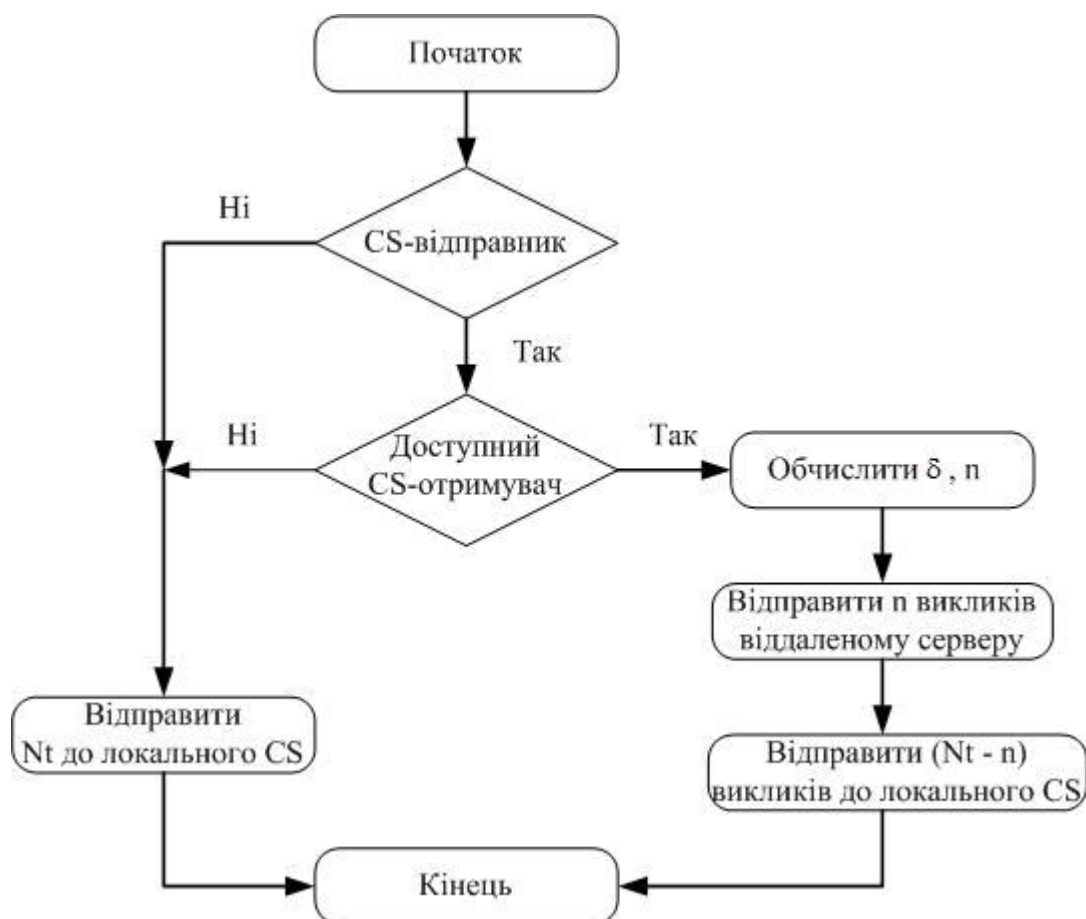 Початок
Ні
CS-відправник
Так
Ні
Доступний
CS-отримувач
Так
Обчислити δ , n
Відправити n викликів
віддаленому серверу
Відправити
Nt до локального CS
Відправити (Nt - n)
викликів до локального CS
Кінець